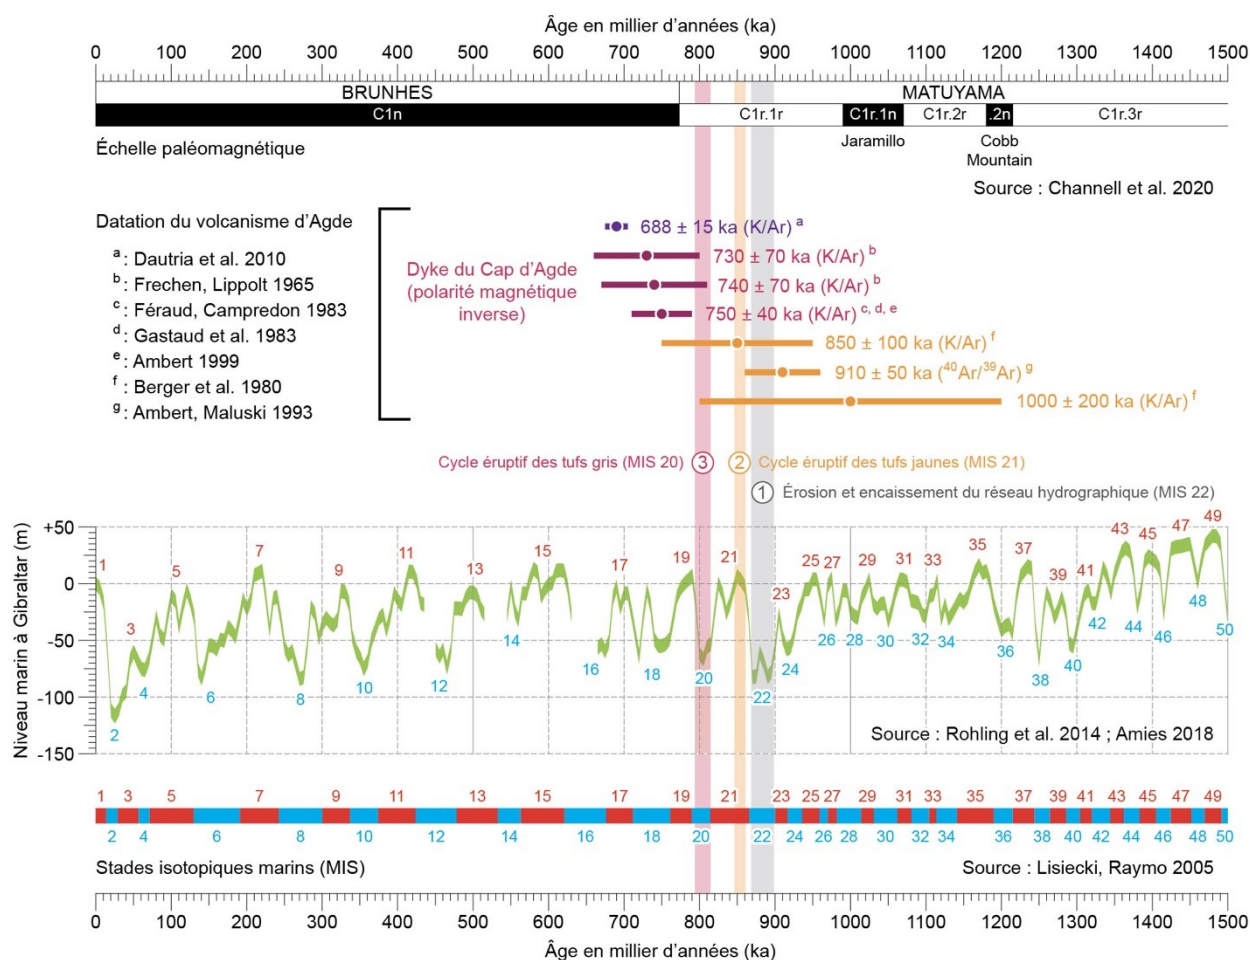 Âge en millier d’années (ka)
0 100 200 300 400 500 600 700 800 900 1000 1100 1200 1300 1400 1500
BRUNHES MATUYAMA
C1n C1r.1r C1r.1n C1r.2r .2n C1r.3r
Échelle paléomagnétique Jaramillo Cobb
Mountain
Source : Channell et al. 2020
Datation du volcanisme d’Agde
a : Dautria et al. 2010
b : Frechen, Lippolt 1965
c : Féraud, Campredon 1983
d : Gastaud et al. 1983
e : Ambert 1999
f : Berger et al. 1980
g : Ambert, Maluski 1993
Dyke du Cap d’Agde
(polarité magnétique
inverse)
688 ± 15 ka (K/Ar) a
730 ± 70 ka (K/Ar) b
740 ± 70 ka (K/Ar) b
750 ± 40 ka (K/Ar) c, d, e
850 ± 100 ka (K/Ar) f
910 ± 50 ka (40Ar/39Ar) g
1000 ± 200 ka (K/Ar) f
Cycle éruptif des tufs gris (MIS 20) 3 2 Cycle éruptif des tufs jaunes (MIS 21)
1 Érosion et encaissement du réseau hydrographique (MIS 22)
Niveau marin à Gibraltar (m)
+50
0
-50
-100
-150
1 3 5 7 9 11 13 15 17 19 21 23 25 27 29 31 33 35 37 39 41 43 45 47 49
2 4 6 8 10 12 14 16 18 20 22 24 26 28 30 32 34 36 38 40 42 44 46 48 50
Source : Rohling et al. 2014 ; Amies 2018
1 3 5 7 9 11 13 15 17 19 21 23 25 27 29 31 33 35 37 39 41 43 45 47 49
2 4 6 8 10 12 14 16 18 20 22 24 26 28 30 32 34 36 38 40 42 44 46 48 50
Stades isotopiques marins (MIS) Source : Lisiecki, Raymo 2005
0 100 200 300 400 500 600 700 800 900 1000 1100 1200 1300 1400 1500
Âge en millier d’années (ka)